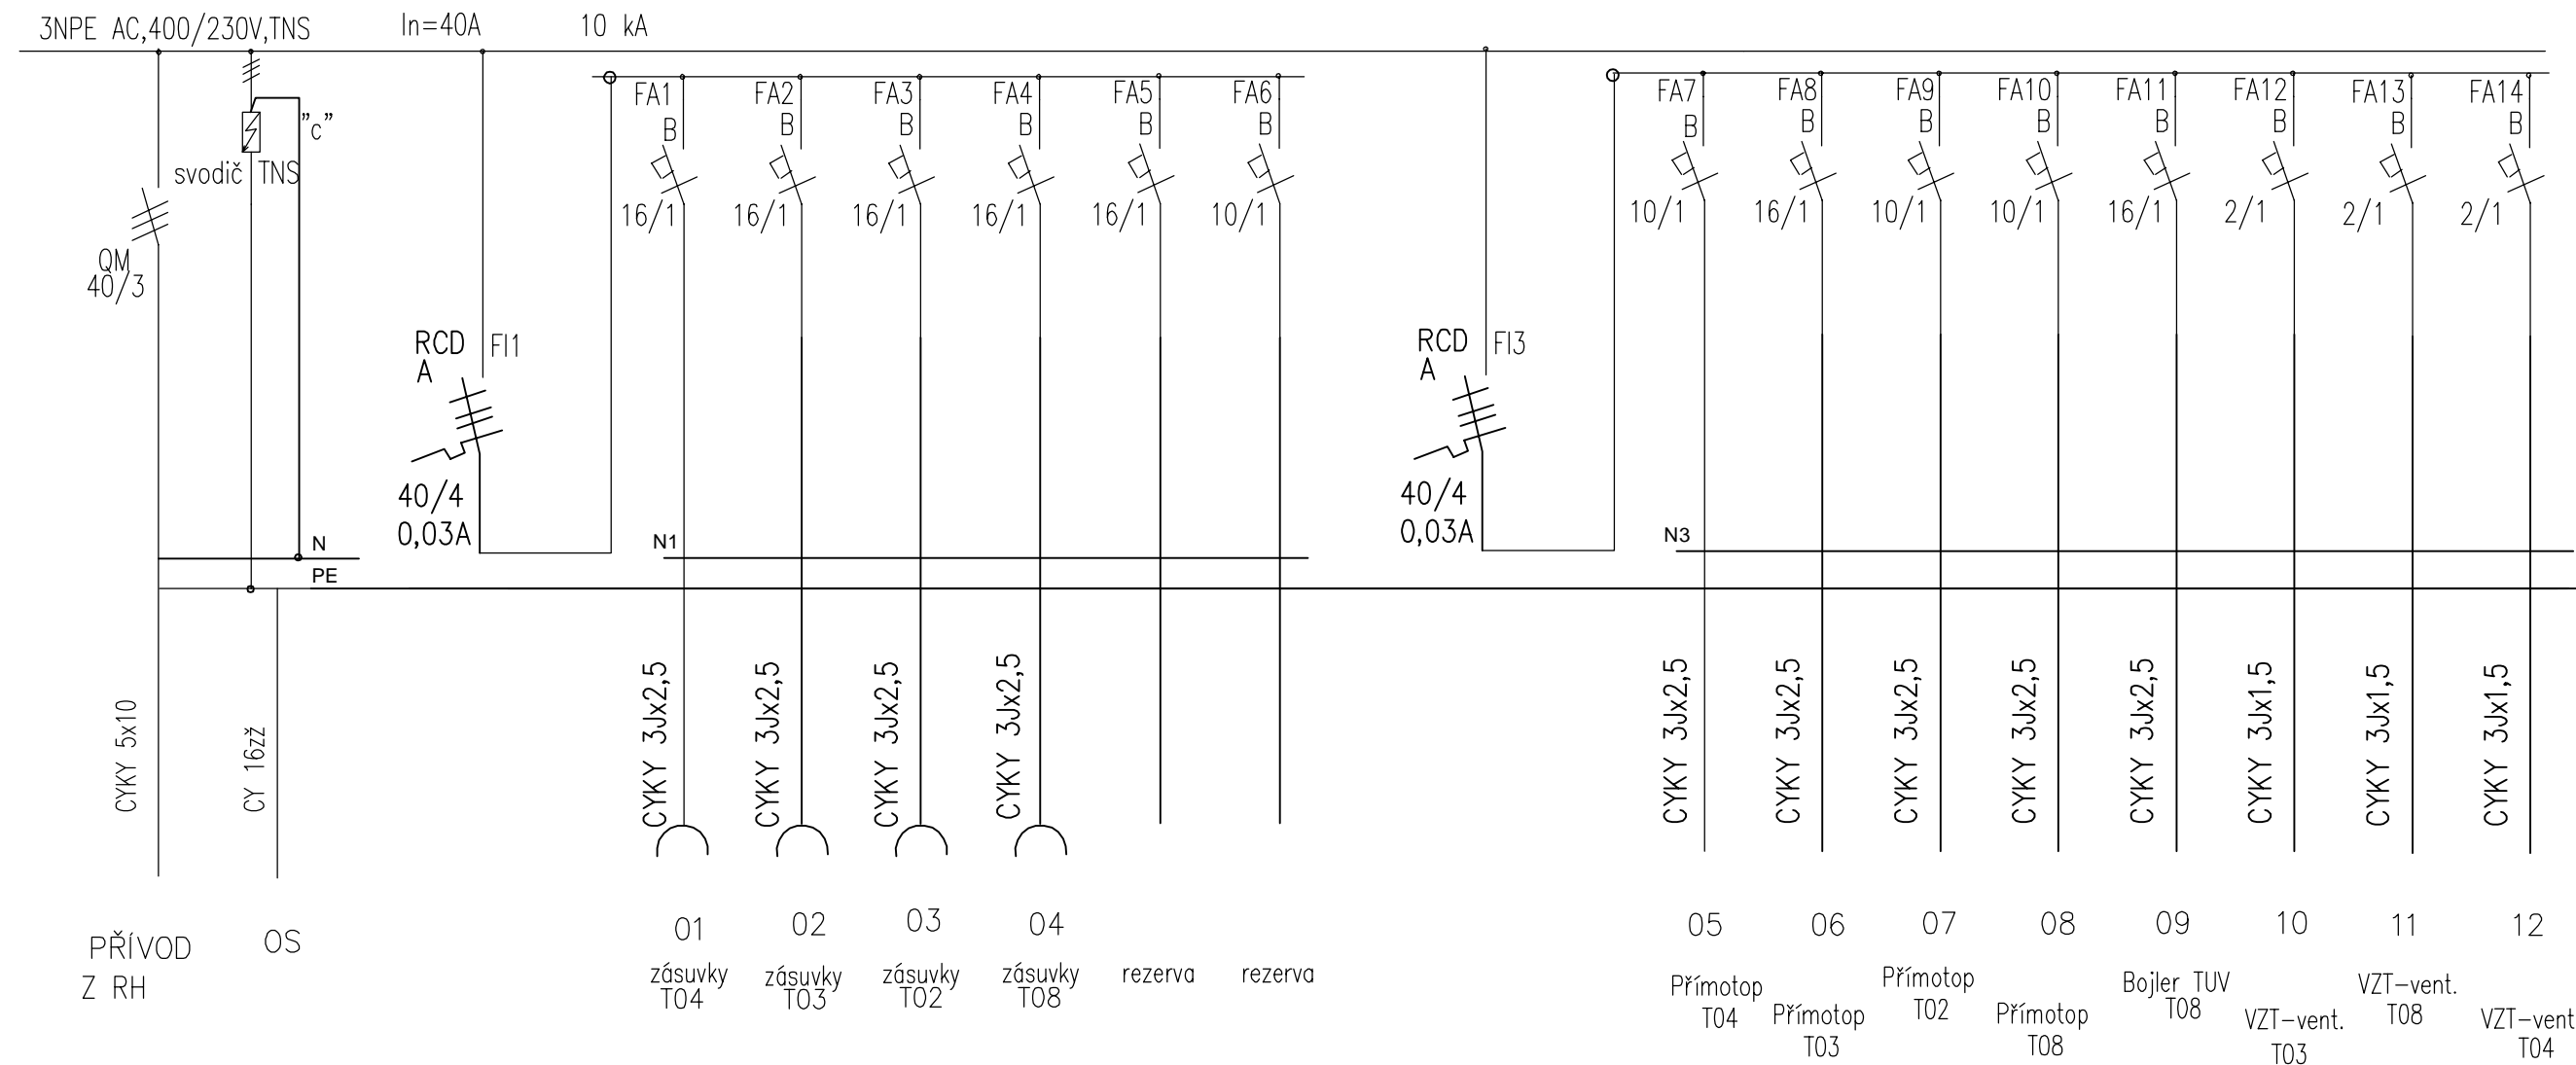 3NPE AC,400/230V,TNS
In=40A
10 kA
"c"
svodič TNS
QM
40/3
RCD
A
FI1
40/4
0,03A
FA1
B
16/1
FA2
B
16/1
FA3
B
16/1
FA4
B
16/1
FA5
B
16/1
FA6
B
10/1
RCD
A
FI3
40/4
0,03A
FA7
B
10/1
FA8
B
16/1
FA9
B
10/1
FA10
B
10/1
FA11
B
16/1
FA12
B
2/1
FA13
B
2/1
FA14
B
2/1
N
PE
N1
N3
CYKY 5x10
CY 16zž
CYKY 3Jx2,5
CYKY 3Jx2,5
CYKY 3Jx2,5
CYKY 3Jx2,5
CYKY 3Jx2,5
CYKY 3Jx2,5
CYKY 3Jx2,5
CYKY 3Jx2,5
CYKY 3Jx2,5
CYKY 3Jx1,5
CYKY 3Jx1,5
CYKY 3Jx1,5
PŘÍVOD
Z RH
OS
01
zásuvky
T04
02
zásuvky
T03
03
zásuvky
T02
04
zásuvky
T08
rezerva
rezerva
05
Přímotop
T04
06
Přímotop
T03
07
Přímotop
T02
08
Přímotop
T08
09
Bojler TUV
T08
10
VZT-vent.
T03
11
VZT-vent.
T08
12
VZT-vent
T04